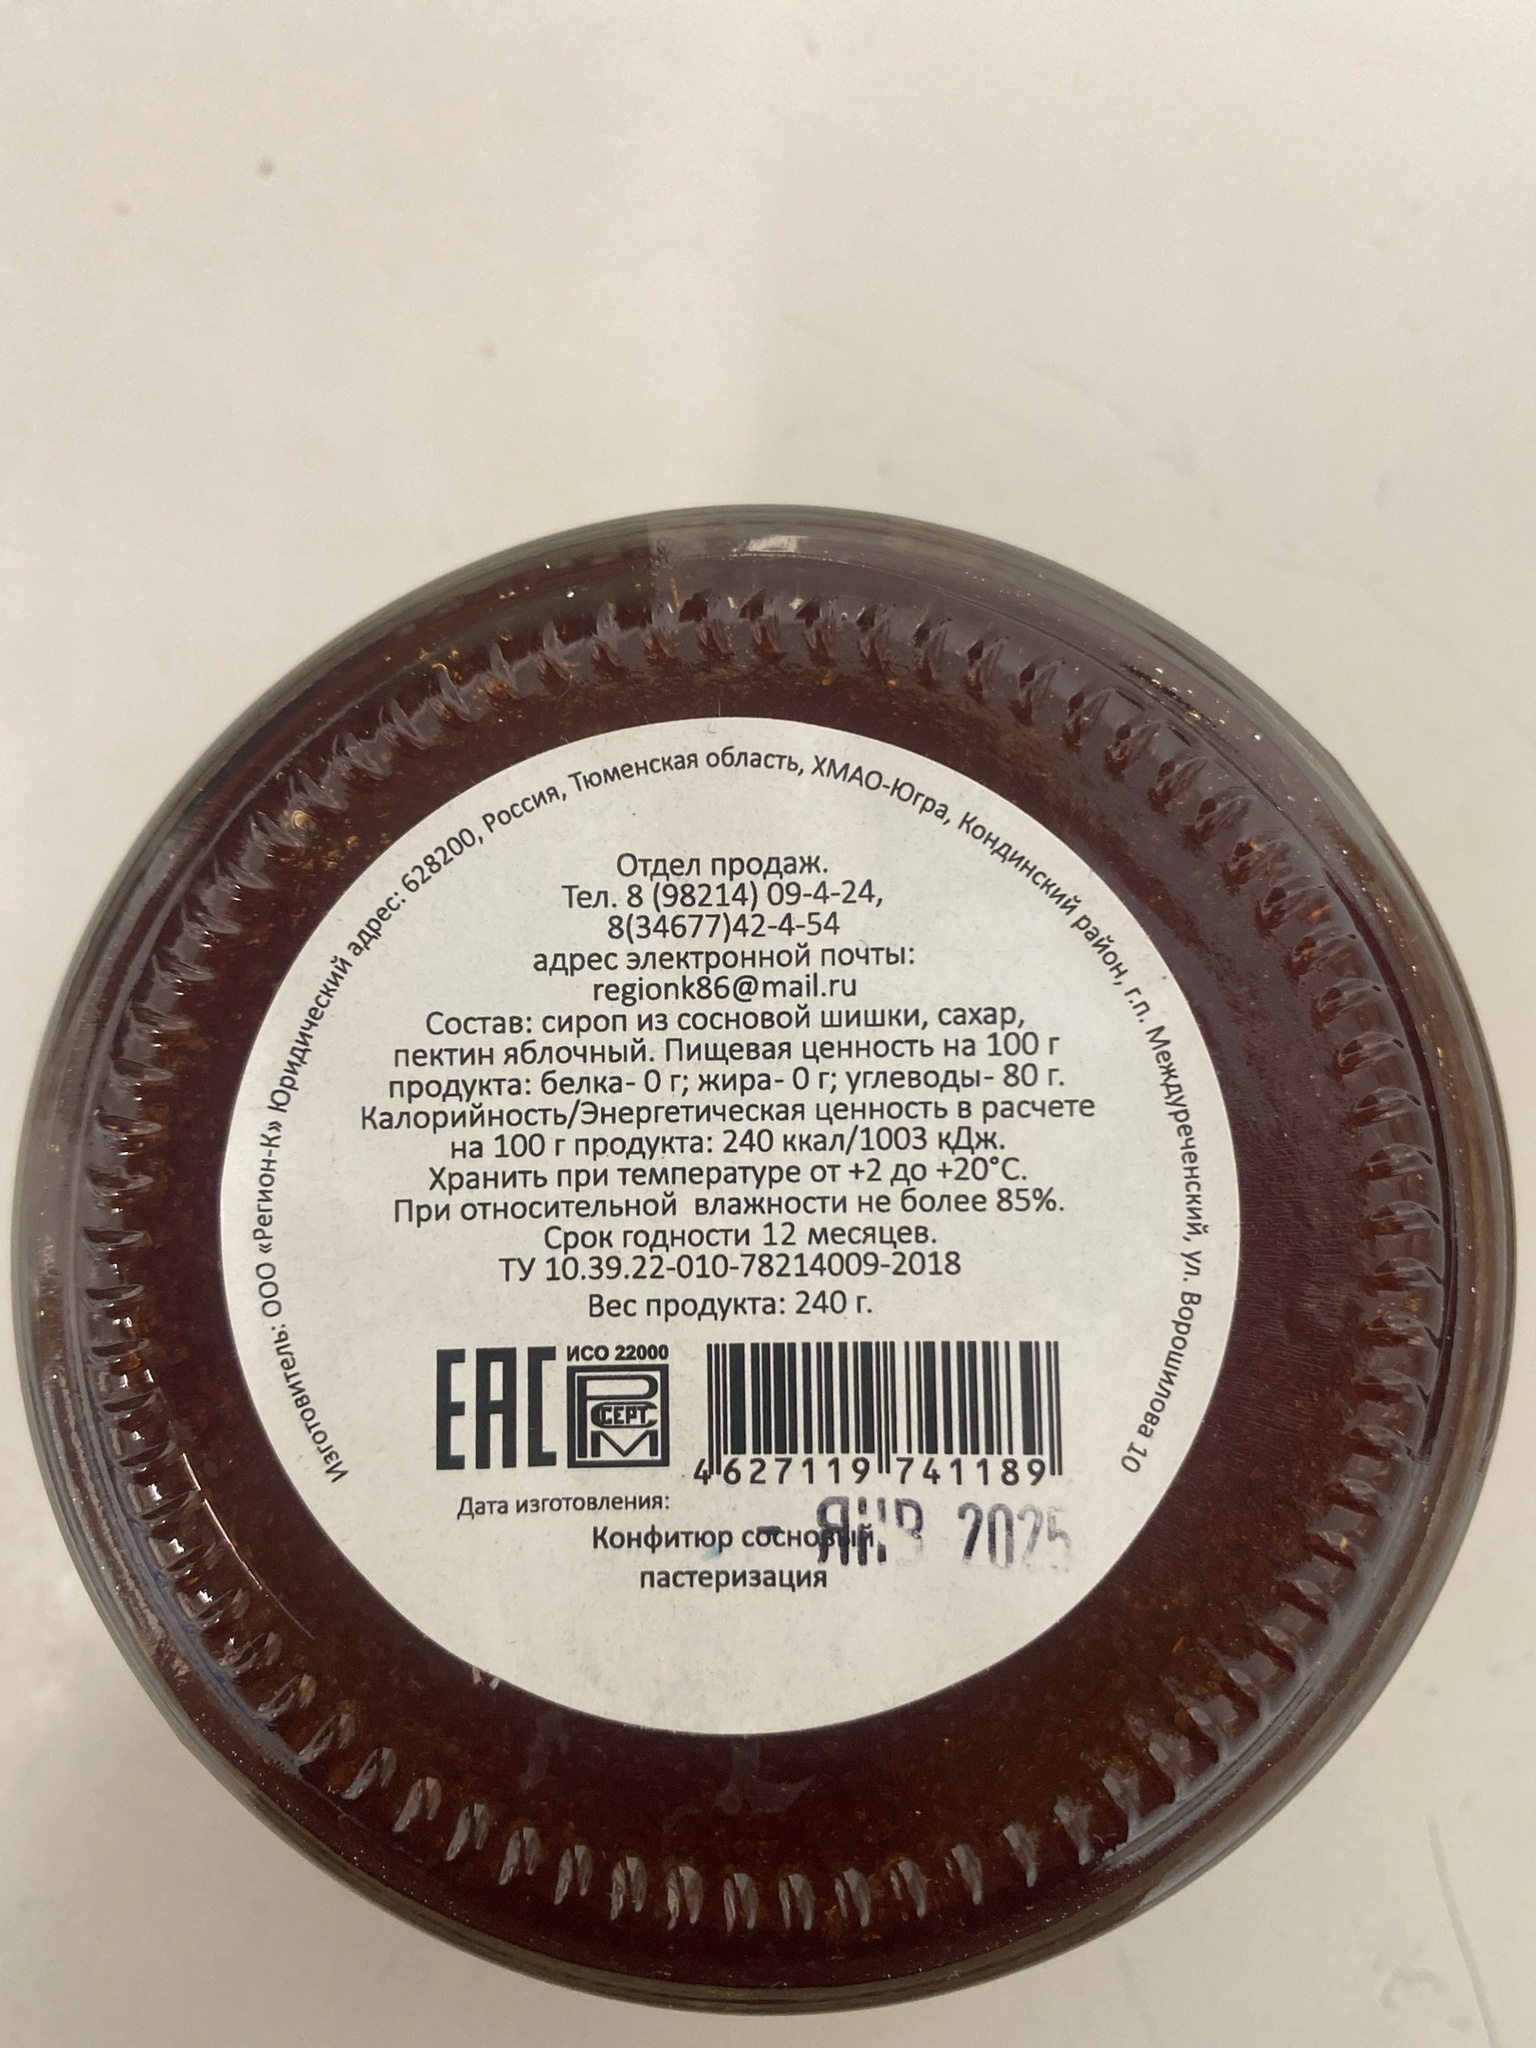 Изготовитель: ООО «Регион-К» Юридический адрес: 628200, Россия, Тюменская область, ХМАО-Югра, Кондинский район, г.п. Междуреченский, ул. Ворошилова 10
Отдел продаж.
Тел. 8 (98214) 09-4-24,
8(34677)42-4-54
адрес электронной почты:
regionk86@mail.ru
Состав: сироп из сосновой шишки, сахар,
пектин яблочный. Пищевая ценность на 100 г
продукта: белка- 0 г; жира- 0 г; углеводы- 80 г.
Калорийность/Энергетическая ценность в расчете
на 100 г продукта: 240 ккал/1003 кДж.
Хранить при температуре от +2 до +20°С.
При относительной влажности не более 85%.
Срок годности 12 месяцев.
ТУ 10.39.22-010-78214009-2018
Вес продукта: 240 г.
ЕАС
ИСО 22000
РСМ
СЕРТ
4 627119 741189
Дата изготовления:
ЯНВ 2025
Конфитюр сосновый,
пастеризация